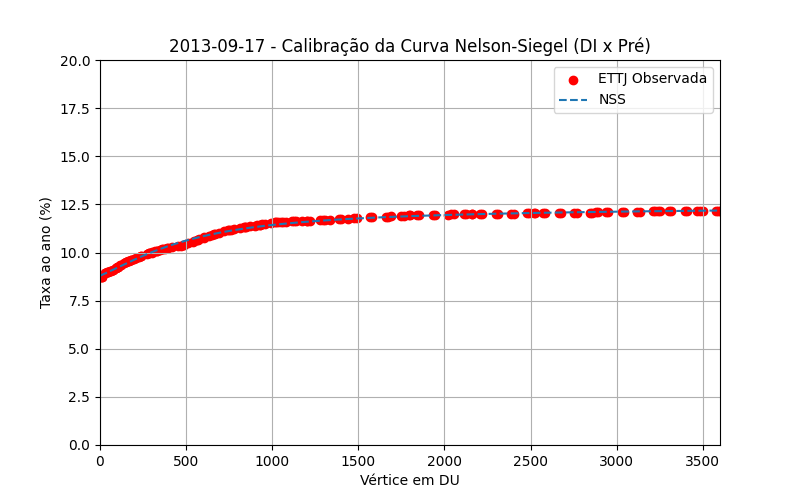 2013-09-17 - Calibração da Curva Nelson-Siegel (DI x Pré)
ETTJ Observada
NSS
Taxa ao ano (%)
20.0
17.5
15.0
12.5
10.0
7.5
5.0
2.5
0.0
0 500 1000 1500 2000 2500 3000 3500
Vértice em DU